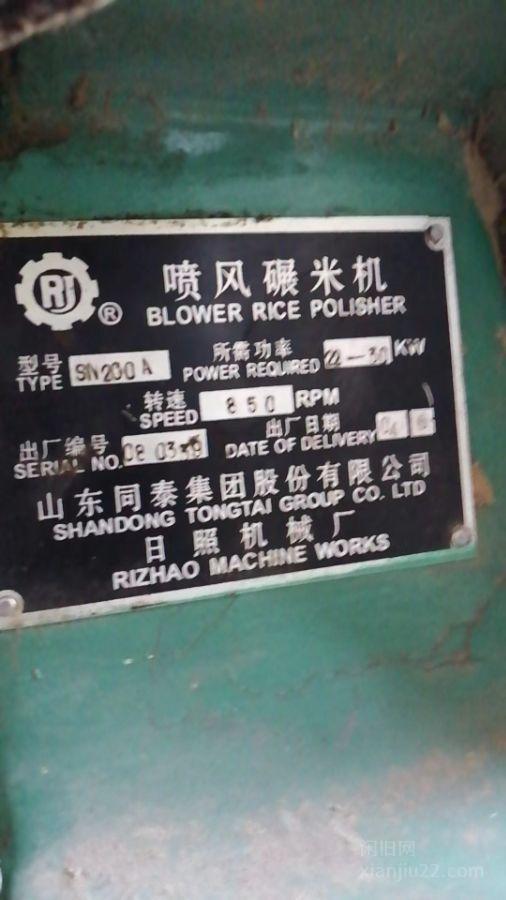 RJ ®
喷风碾米机
BLOWER RICE POLISHER
型号 TYPE SN200A 所需功率 POWER REQUIRED 22-30 KW
转速 SPEED 850 RPM
出厂编号 SERIAL NO. 出厂日期 DATE OF DELIVERY 04
山东同泰集团股份有限公司
SHANDONG TONGTAI GROUP CO. LTD
日照机械厂
RIZHAO MACHINE WORKS
闲旧网
xianjiu22.com